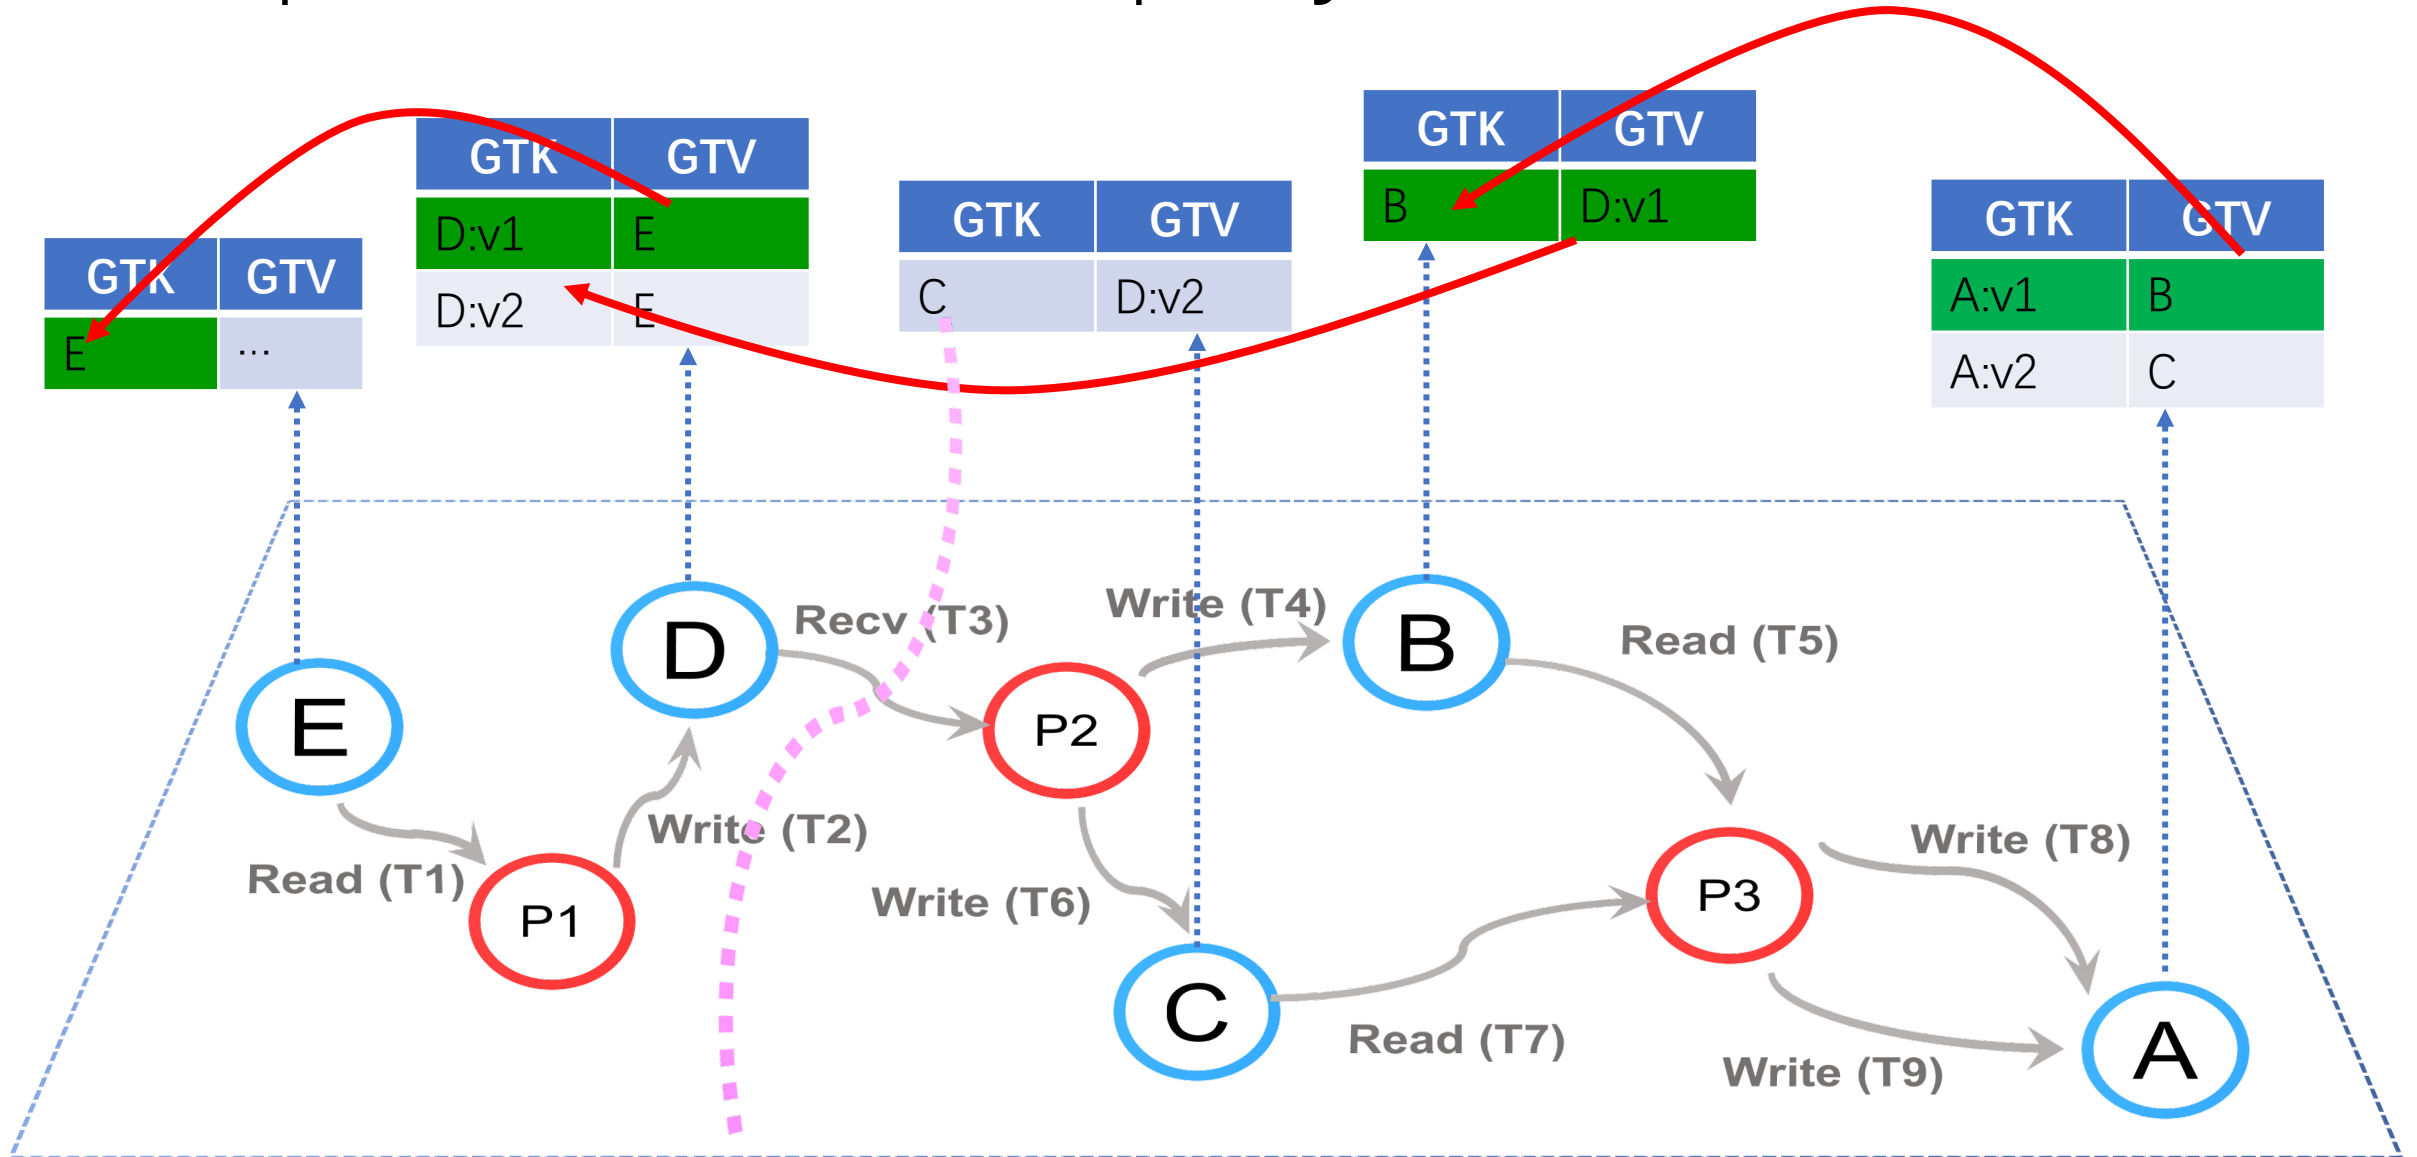 GTK GTV
E ...
GTK GTV
D:v1 E
D:v2 E
GTK GTV
C D:v2
GTK GTV
B D:v1
GTK GTV
A:v1 B
A:v2 C
E
Read (T1)
P1
Write (T2)
D
Recv (T3)
P2
Write (T4)
B
Read (T5)
Write (T6)
C
Read (T7)
P3
Write (T8)
Write (T9)
A